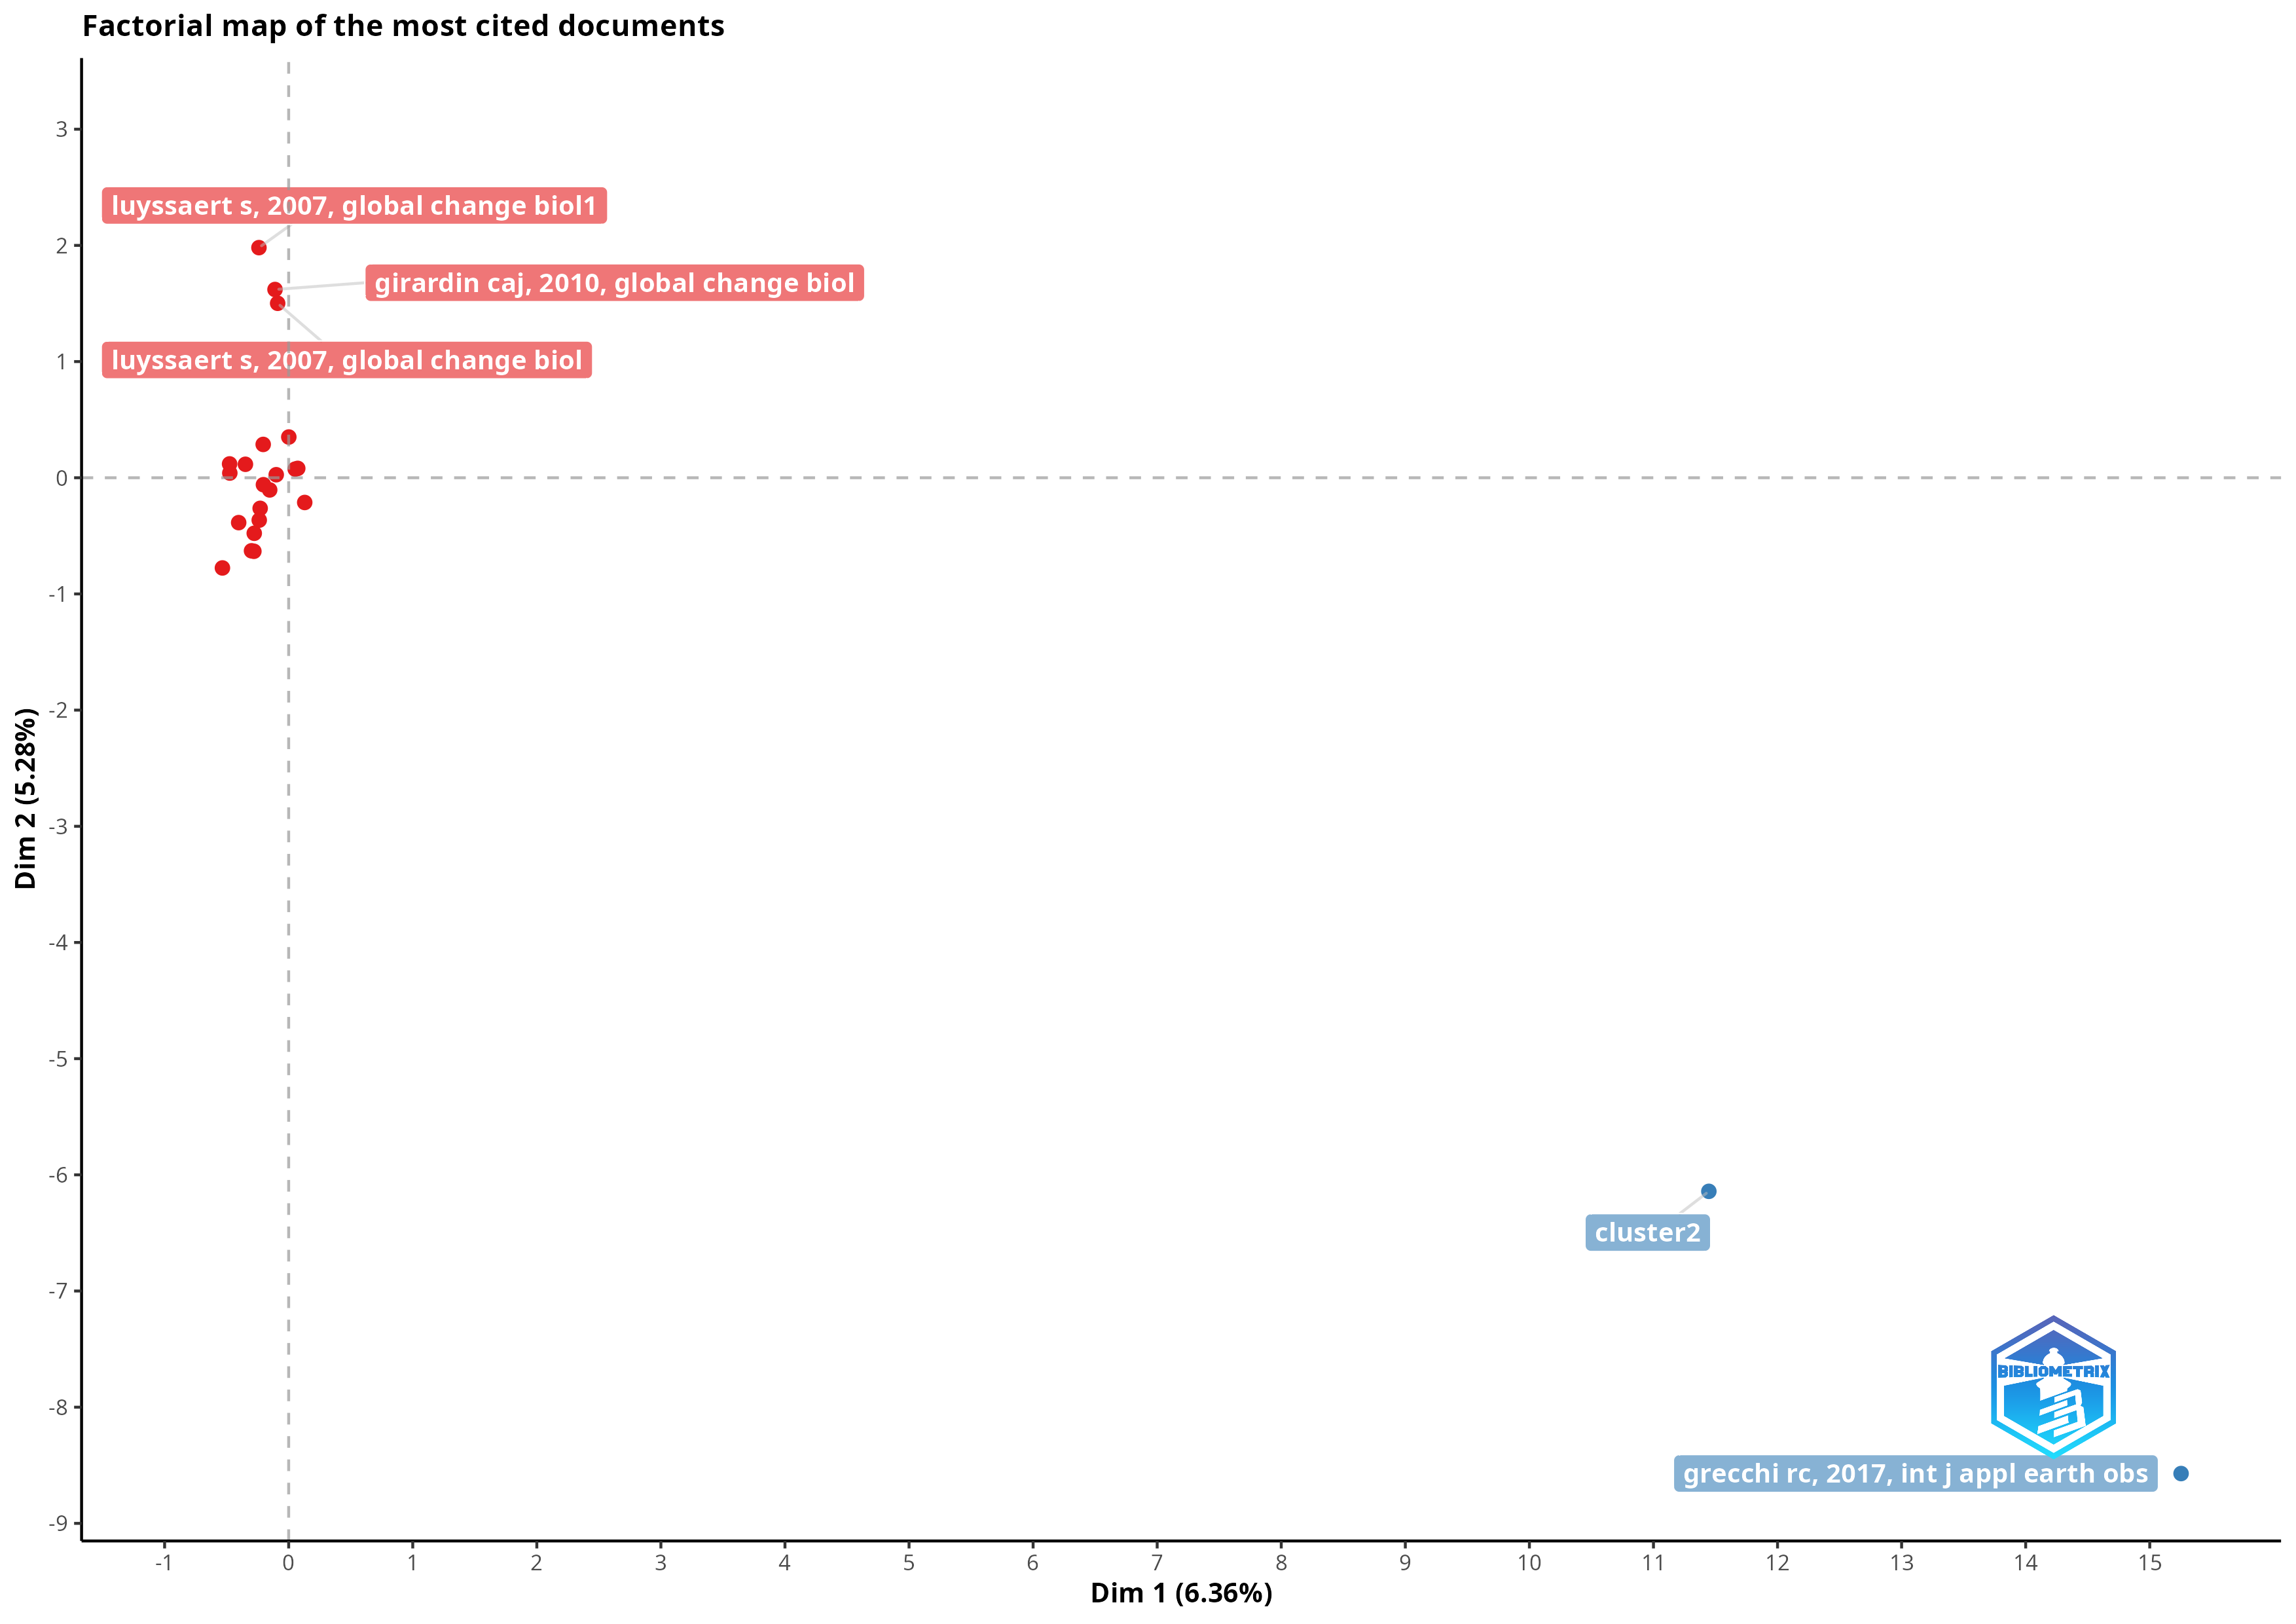 Factorial map of the most cited documents
3
luyssaert s, 2007, global change biol1
2
girardin caj, 2010, global change biol
luyssaert s, 2007, global change biol
1
0
-1
-2
Dim 2 (5.28%)
-3
-4
-5
-6
cluster2
-7
BIBLIOMETRIX
-8
grecchi rc, 2017, int j appl earth obs
-9
-1 0 1 2 3 4 5 6 7 8 9 10 11 12 13 14 15
Dim 1 (6.36%)